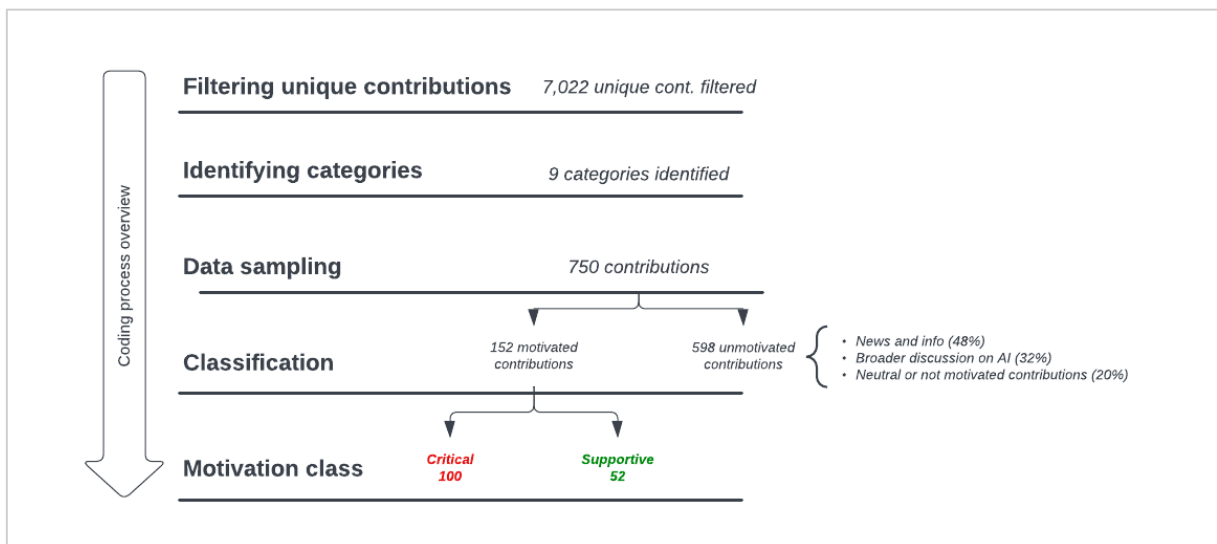 Coding process overview
Filtering unique contributions
7,022 unique cont. filtered
Identifying categories
9 categories identified
Data sampling
750 contributions
Classification
152 motivated
contributions
598 unmotivated
contributions
• News and info (48%)
• Broader discussion on AI (32%)
• Neutral or not motivated contributions (20%)
Motivation class
Critical
100
Supportive
52